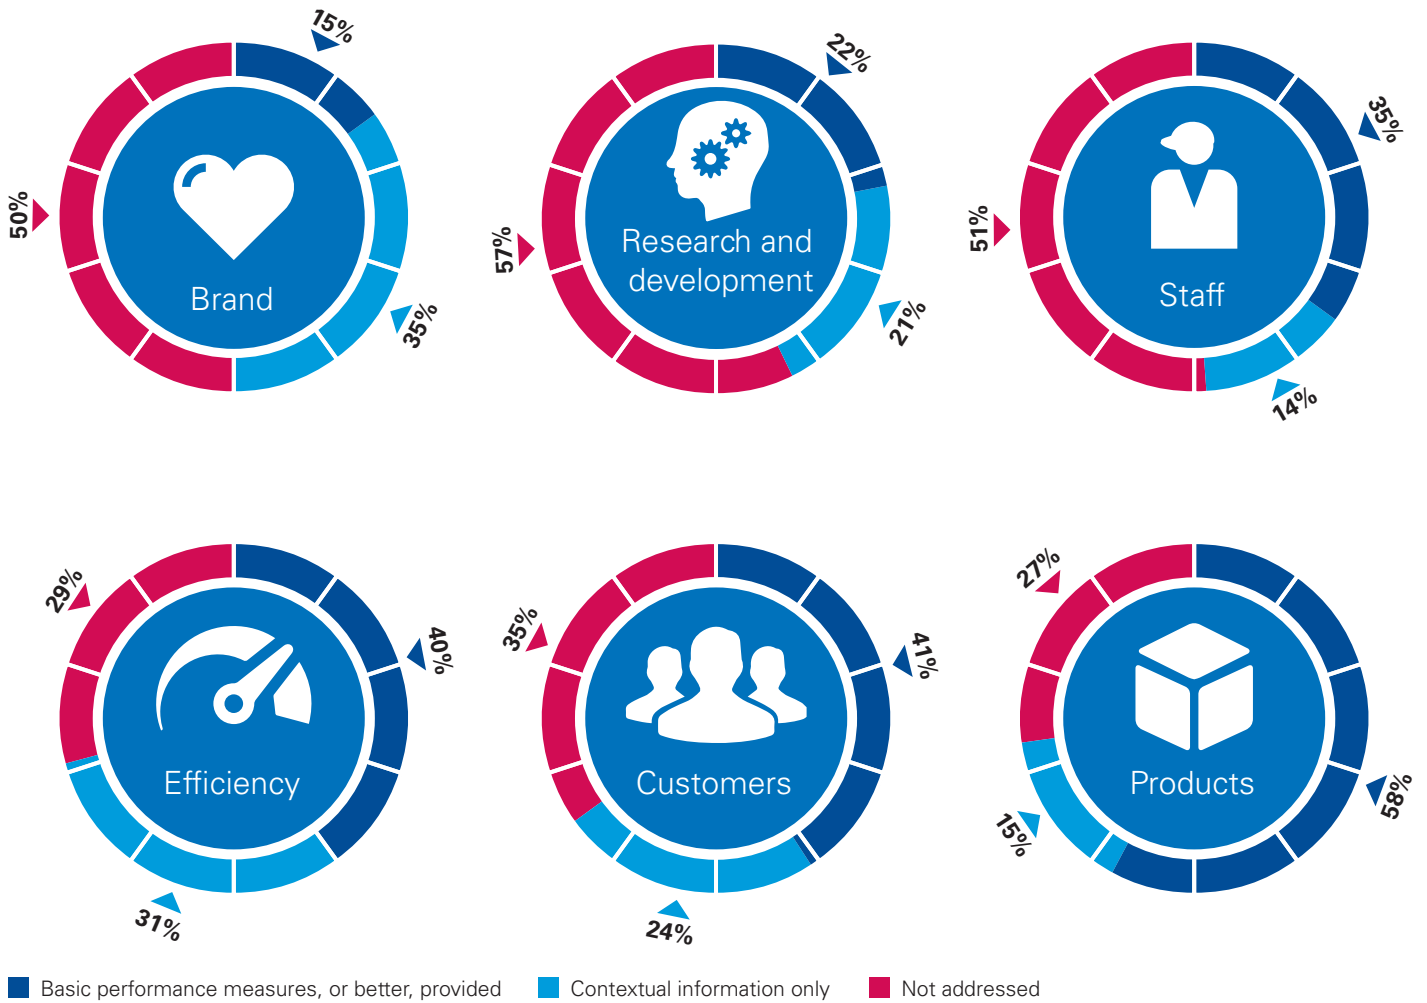 15%
50%
35%
Brand
22%
57%
21%
Research and
development
35%
51%
14%
Staff
29%
40%
31%
Efficiency
35%
41%
24%
Customers
27%
58%
15%
Products
Basic performance measures, or better, provided
Contextual information only
Not addressed